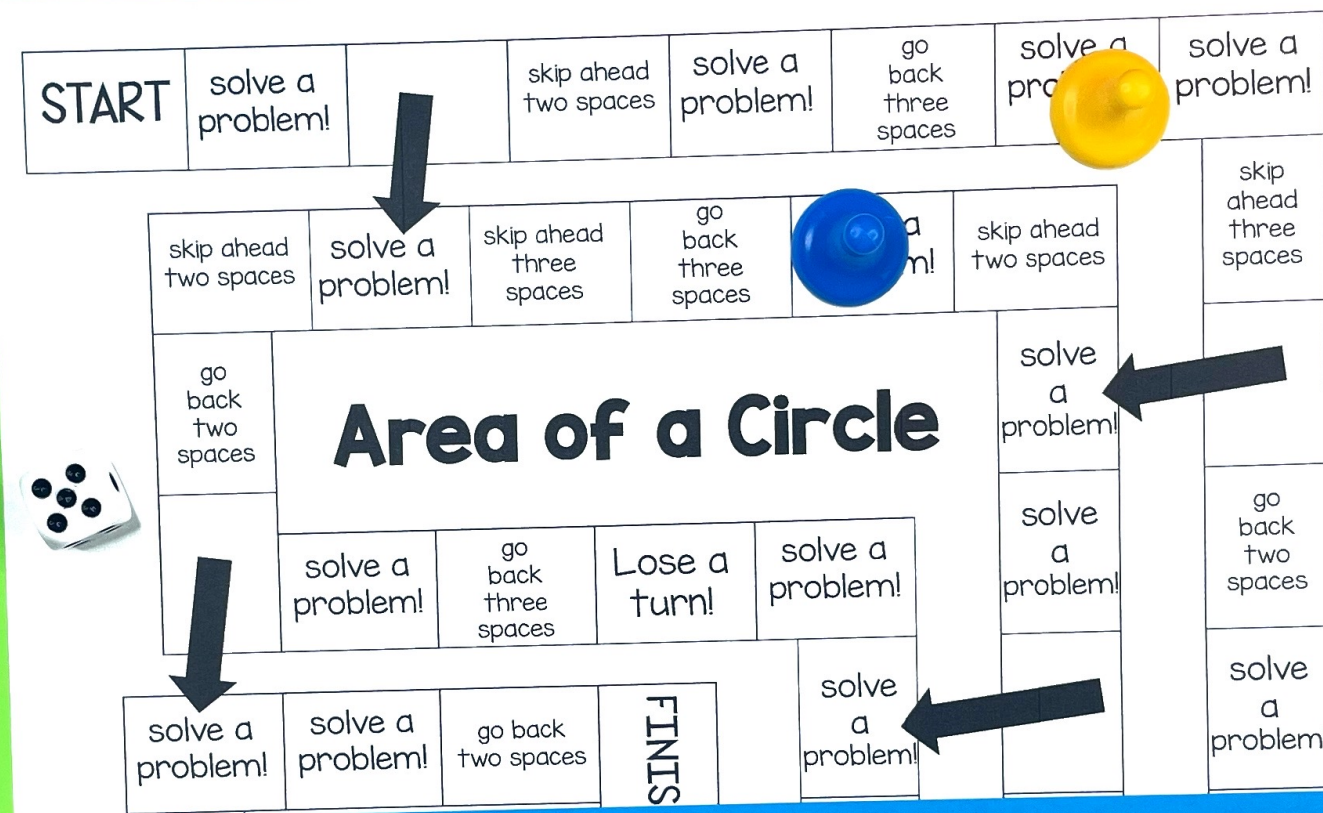 START
solve a
problem!
skip ahead
two spaces
solve a
problem!
go
back
three
spaces
solve a
solve a
problem!
skip
ahead
three
spaces
go
back
two
spaces
solve
a
problem
skip ahead
two spaces
solve a
problem!
skip ahead
three
spaces
go
back
three
spaces
a
skip ahead
two spaces
go
back
two
spaces
Area of a Circle
solve
a
problem!
solve
a
problem!
solve a
problem!
go
back
three
spaces
Lose a
turn!
solve a
problem!
solve
a
problem!
solve a
problem!
solve a
problem!
go back
two spaces
FINIS